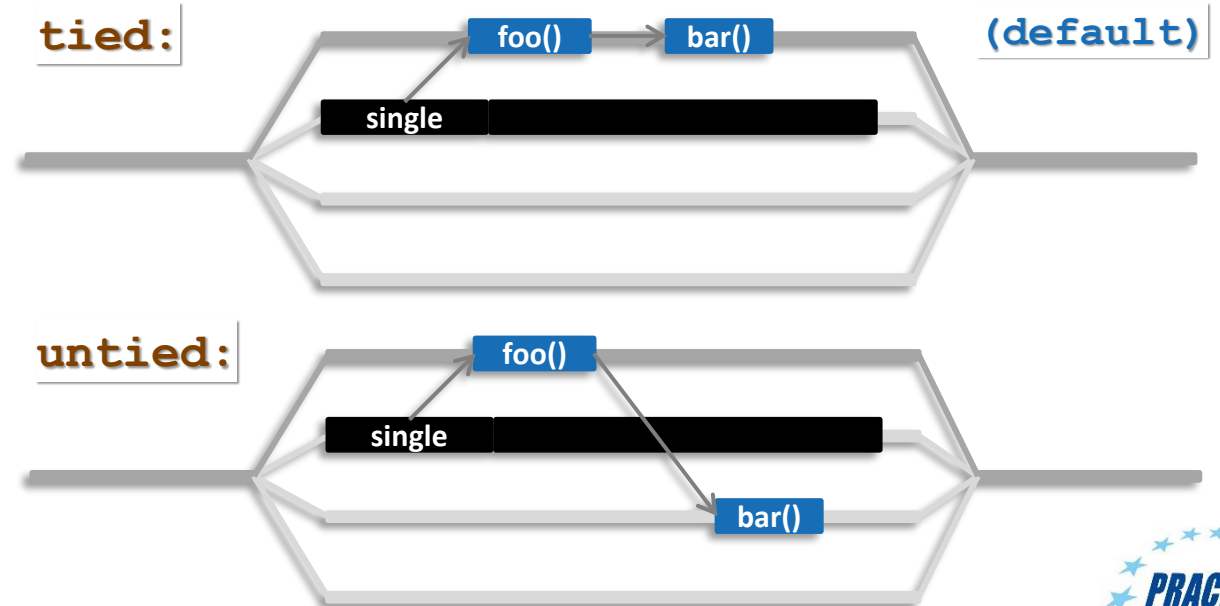 tied:
foo()
bar()
(default)
single
untied:
foo()
single
bar()